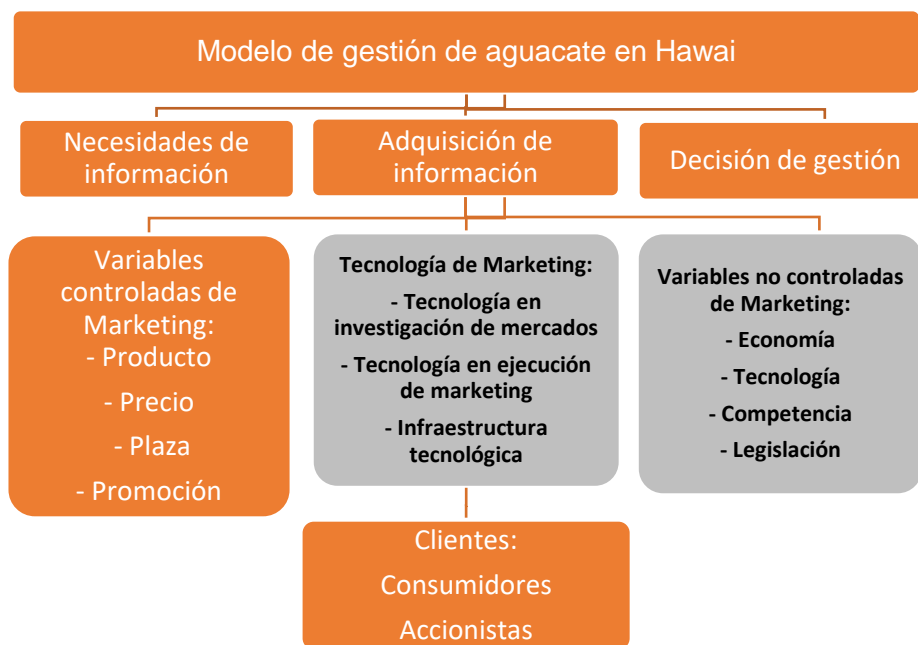 Modelo de gestión de aguacate en Hawai
Necesidades de
información
Adquisición de
información
Decisión de gestión
Variables
controladas de
Marketing:
- Producto
- Precio
- Plaza
- Promoción
Tecnología de Marketing:
- Tecnología en
investigación de mercados
- Tecnología en ejecución
de marketing
- Infraestructura
tecnológica
Variables no controladas
de Marketing:
- Economía
- Tecnología
- Competencia
- Legislación
Clientes:
Consumidores
Accionistas